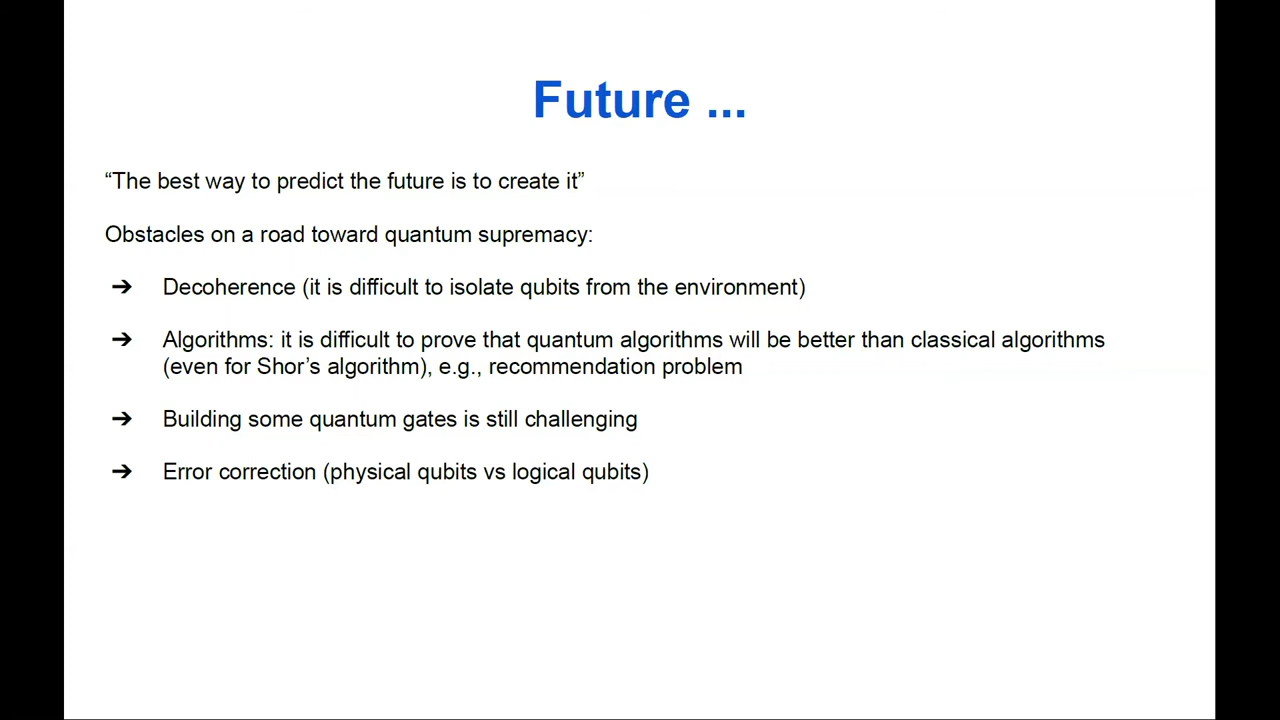 Future ...
“The best way to predict the future is to create it”
Obstacles on a road toward quantum supremacy:
➔ Decoherence (it is difficult to isolate qubits from the environment)
➔ Algorithms: it is difficult to prove that quantum algorithms will be better than classical algorithms
(even for Shor’s algorithm), e.g., recommendation problem
➔ Building some quantum gates is still challenging
➔ Error correction (physical qubits vs logical qubits)